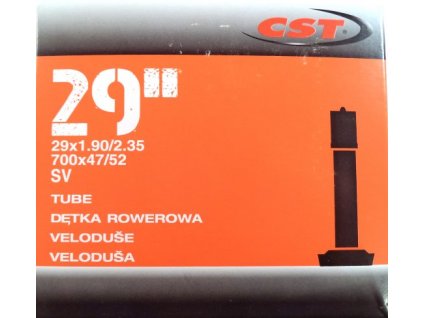 CST®
29"
29x1.90/2.35
700x47/52
SV
TUBE
DĘTKA ROWEROWA
VELODUŠE
VELODUŠA